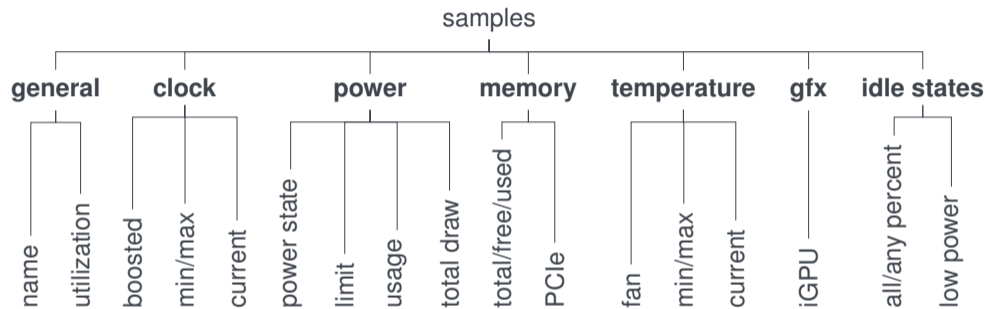 samples
general
clock
power
memory
temperature
gfx
idle states
name
utilization
boosted
min/max
current
power state
limit
usage
total draw
total/free/used
PCIe
fan
min/max
current
iGPU
all/any percent
low power